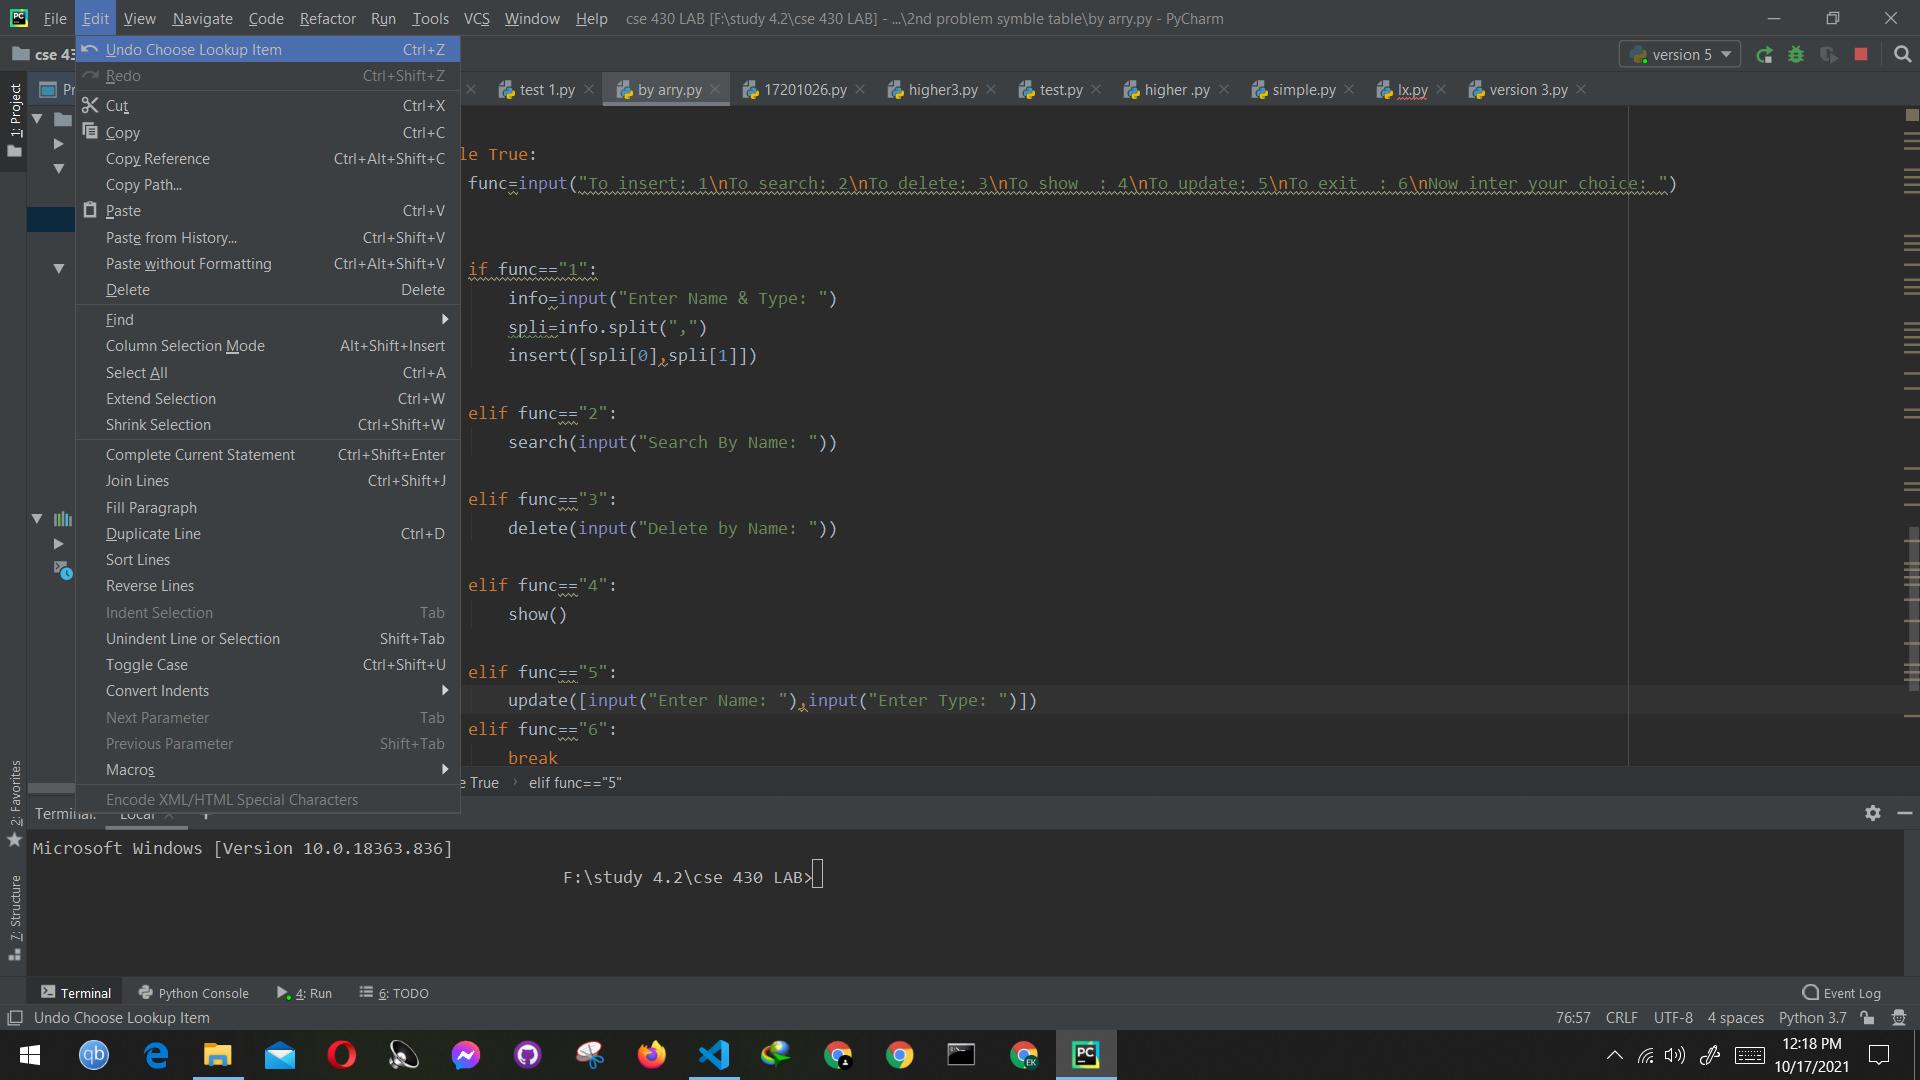 File Edit View Navigate Code Refactor Run Tools VCS Window Help cse 430 LAB [F:\study 4.2\cse 430 LAB] - ...\2nd problem symble table\by arry.py - PyCharm
cse 43 version 5
Pr test 1.py by arry.py 17201026.py higher3.py test.py higher .py simple.py lx.py version 3.py
1: Project
2: Favorites
7: Structure
Undo Choose Lookup Item Ctrl+Z
Redo Ctrl+Shift+Z
Cut Ctrl+X
Copy Ctrl+C
Copy Reference Ctrl+Alt+Shift+C
Copy Path...
Paste Ctrl+V
Paste from History... Ctrl+Shift+V
Paste without Formatting Ctrl+Alt+Shift+V
Delete Delete
Find
Column Selection Mode Alt+Shift+Insert
Select All Ctrl+A
Extend Selection Ctrl+W
Shrink Selection Ctrl+Shift+W
Complete Current Statement Ctrl+Shift+Enter
Join Lines Ctrl+Shift+J
Fill Paragraph
Duplicate Line Ctrl+D
Sort Lines
Reverse Lines
Indent Selection Tab
Unindent Line or Selection Shift+Tab
Toggle Case Ctrl+Shift+U
Convert Indents
Next Parameter Tab
Previous Parameter Shift+Tab
Macros
Encode XML/HTML Special Characters
le True:
func=input("To insert: 1\nTo search: 2\nTo delete: 3\nTo show  : 4\nTo update: 5\nTo exit  : 6\nNow inter your choice: ")
if func=="1":
info=input("Enter Name & Type: ")
spli=info.split(",")
insert([spli[0],spli[1]])
elif func=="2":
search(input("Search By Name: "))
elif func=="3":
delete(input("Delete by Name: "))
elif func=="4":
show()
elif func=="5":
update([input("Enter Name: "),input("Enter Type: ")])
elif func=="6":
break
e True › elif func=="5"
Terminal: Local +
Microsoft Windows [Version 10.0.18363.836]
F:\study 4.2\cse 430 LAB>
Terminal Python Console 4: Run 6: TODO Event Log
Undo Choose Lookup Item 76:57 CRLF UTF-8 4 spaces Python 3.7
12:18 PM
10/17/2021